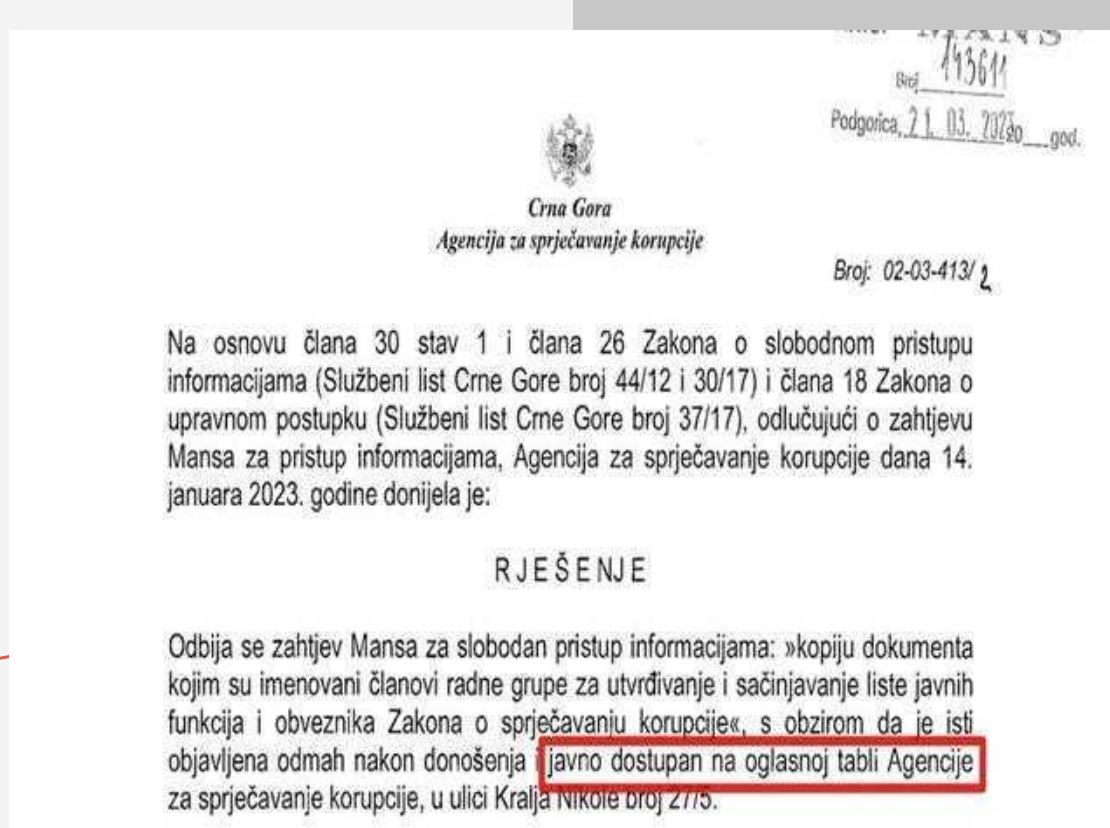 MANS
Broj 143611
Podgorica, 21. 03. 2023 20___god.
Crna Gora
Agencija za sprječavanje korupcije
Broj: 02-03-413/2
Na osnovu člana 30 stav 1 i člana 26 Zakona o slobodnom pristupu
informacijama (Službeni list Crne Gore broj 44/12 i 30/17) i člana 18 Zakona o
upravnom postupku (Službeni list Crne Gore broj 37/17), odlučujući o zahtjevu
Mansa za pristup informacijama, Agencija za sprječavanje korupcije dana 14.
januara 2023. godine donijela je:
RJEŠENJE
Odbija se zahtjev Mansa za slobodan pristup informacijama: »kopiju dokumenta
kojim su imenovani članovi radne grupe za utvrđivanje i sačinjavanje liste javnih
funkcija i obveznika Zakona o sprječavanju korupcije«, s obzirom da je isti
objavljena odmah nakon donošenja i javno dostupan na oglasnoj tabli Agencije
za sprječavanje korupcije, u ulici Kralja Nikole broj 27/5.